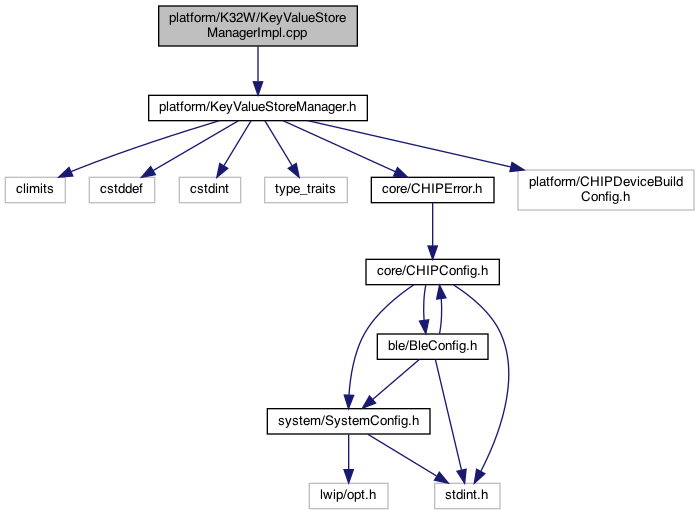 platform/K32W/KeyValueStore
ManagerImpl.cpp
platform/KeyValueStoreManager.h
climits
cstddef
cstdint
type_traits
core/CHIPError.h
platform/CHIPDeviceBuild
Config.h
core/CHIPConfig.h
ble/BleConfig.h
system/SystemConfig.h
lwip/opt.h
stdint.h